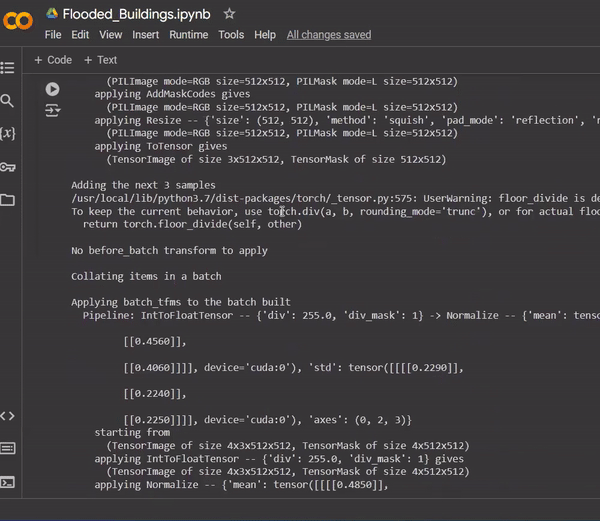 Flooded_Buildings.ipynb
File Edit View Insert Runtime Tools Help All changes saved
+ Code + Text
(PILImage mode=RGB size=512x512, PILMask mode=L size=512x512)
applying AddMaskCodes gives
(PILImage mode=RGB size=512x512, PILMask mode=L size=512x512)
applying Resize -- {'size': (512, 512), 'method': 'squish', 'pad_mode': 'reflection',
(PILImage mode=RGB size=512x512, PILMask mode=L size=512x512)
applying ToTensor gives
(TensorImage of size 3x512x512, TensorMask of size 512x512)
Adding the next 3 samples
/usr/local/lib/python3.7/dist-packages/torch/_tensor.py:575: UserWarning: floor_divide is de
To keep the current behavior, use torch.div(a, b, rounding_mode='trunc'), or for actual floo
return torch.floor_divide(self, other)
No before_batch transform to apply
Collating items in a batch
Applying batch_tfms to the batch built
Pipeline: IntToFloatTensor -- {'div': 255.0, 'div_mask': 1} -> Normalize -- {'mean': tenso
[[0.4560]],
[[0.4060]]]], device='cuda:0'), 'std': tensor([[[[0.2290]],
[[0.2240]],
[[0.2250]]]], device='cuda:0'), 'axes': (0, 2, 3)}
starting from
(TensorImage of size 4x3x512x512, TensorMask of size 4x512x512)
applying IntToFloatTensor -- {'div': 255.0, 'div_mask': 1} gives
(TensorImage of size 4x3x512x512, TensorMask of size 4x512x512)
applying Normalize -- {'mean': tensor([[[[0.4850]],